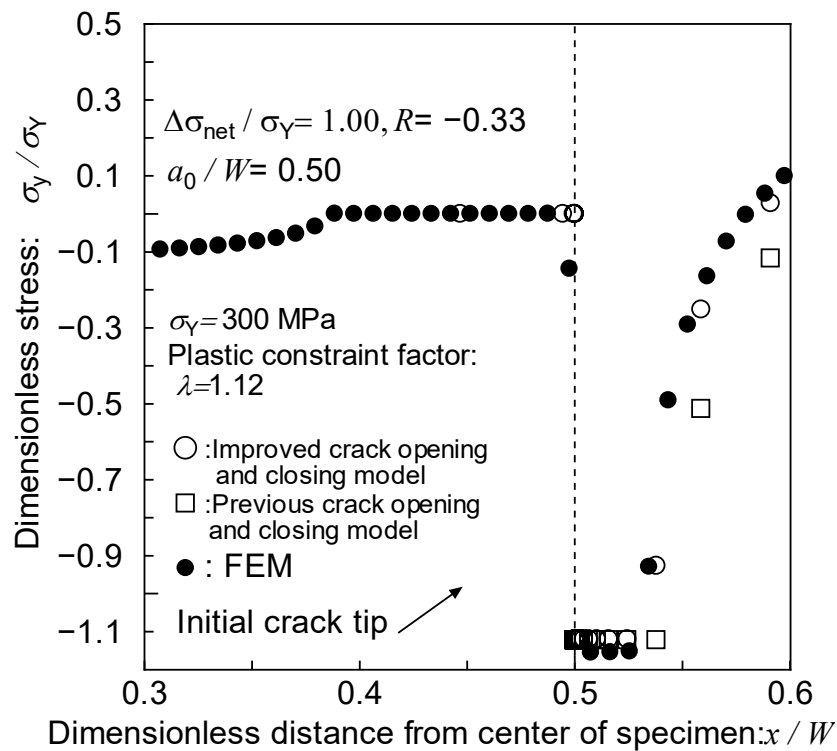 0.5
0.3
0.1
−0.1
−0.3
−0.5
−0.7
−0.9
−1.1
Dimensionless stress: σy / σY
Δσnet / σY= 1.00, R= −0.33
a0 / W= 0.50
σY=300 MPa
Plastic constraint factor:
λ=1.12
:Improved crack opening
and closing model
:Previous crack opening
and closing model
: FEM
Initial crack tip
0.3 0.4 0.5 0.6
Dimensionless distance from center of specimen:x / W